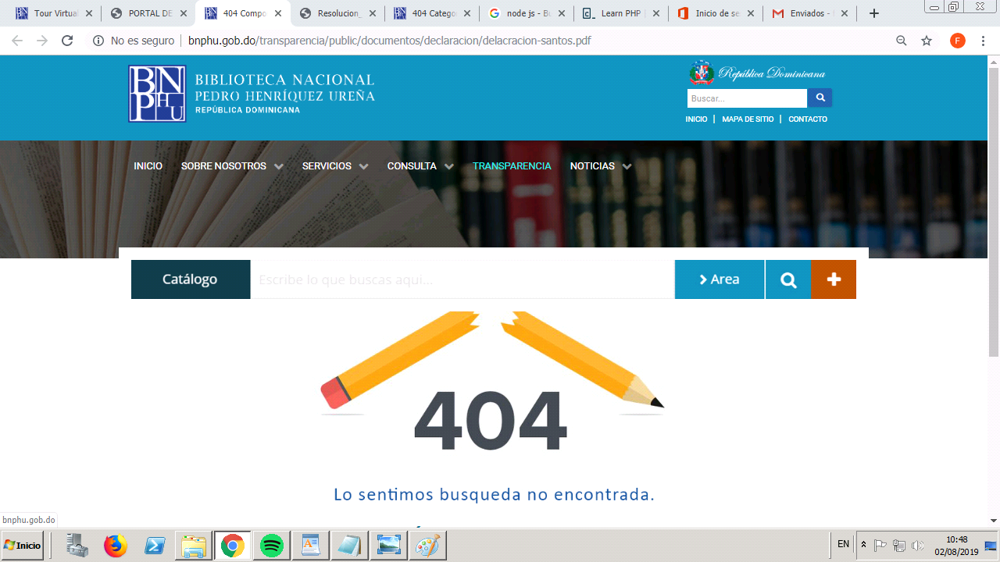 Tour Virtual
PORTAL DE
404 Compo
Resolucion_
404 Catego
node js - Bu
Learn PHP |
Inicio de se
Enviados -
No es seguro | bnphu.gob.do/transparencia/public/documentos/declaracion/delacracion-santos.pdf
F
BNPHU
BIBLIOTECA NACIONAL
PEDRO HENRÍQUEZ UREÑA
REPÚBLICA DOMINICANA
República Dominicana
Buscar...
INICIO | MAPA DE SITIO | CONTACTO
INICIO SOBRE NOSOTROS SERVICIOS CONSULTA TRANSPARENCIA NOTICIAS
Catálogo Escribe lo que buscas aqui... Area
404
Lo sentimos busqueda no encontrada.
bnphu.gob.do
Inicio
EN
10:48
02/08/2019